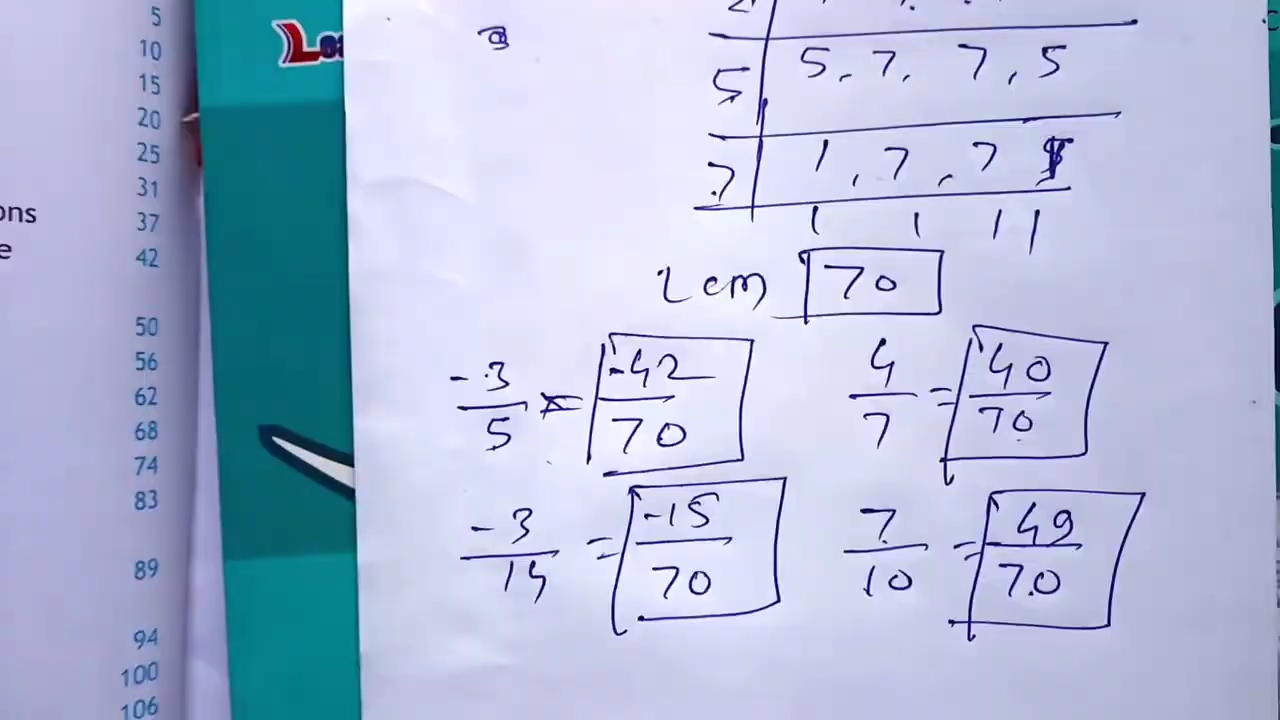 5
10
15
20
25
31
37
42
50
56
62
68
74
83
89
94
100
106
ons
e
5 | 5, 7, 7, 5
7 | 1, 7, 7
1 1 1 1
Lcm 70
-3/5 = -42/70 4/7 = 40/70
-3/14 = -15/70 7/10 = 49/70